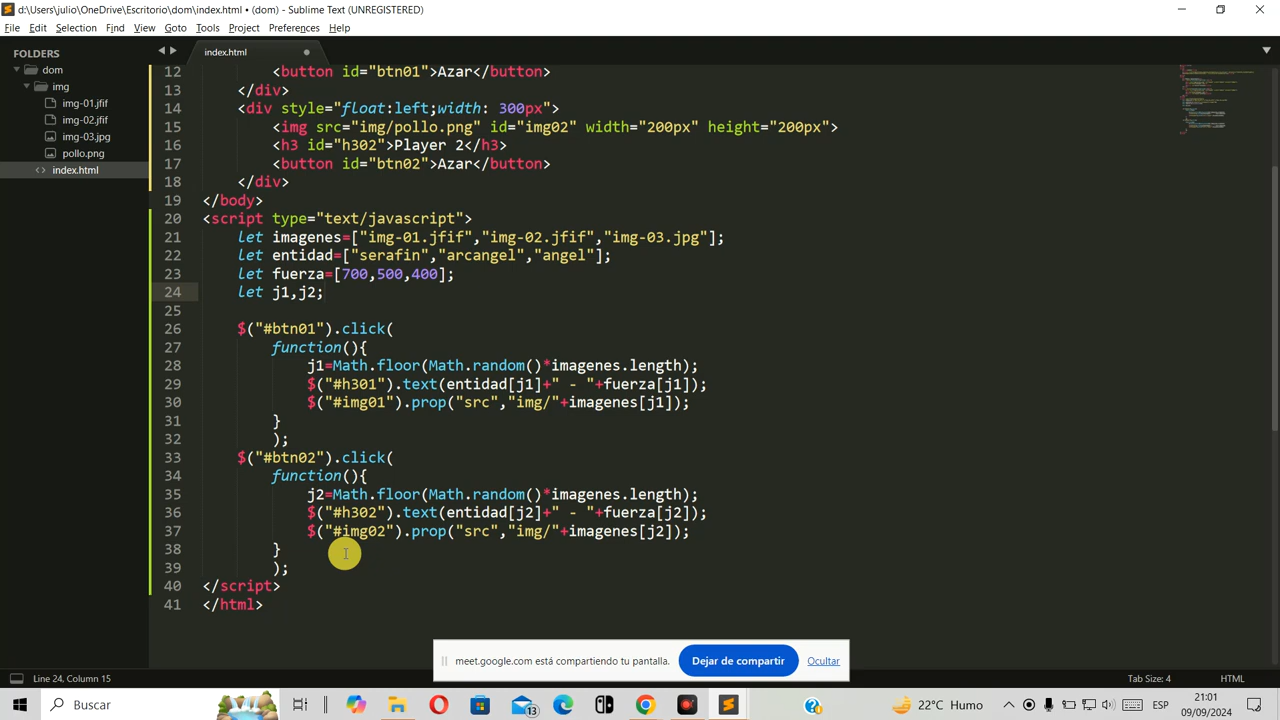 d:\Users\julio\OneDrive\Escritorio\dom\index.html • (dom) - Sublime Text (UNREGISTERED)
File Edit Selection Find View Goto Tools Project Preferences Help
FOLDERS
dom
img
img-01.jfif
img-02.jfif
img-03.jpg
pollo.png
index.html
index.html
12 <button id="btn01">Azar</button>
13 </div>
14 <div style="float:left;width: 300px">
15 <img src="img/pollo.png" id="img02" width="200px" height="200px">
16 <h3 id="h302">Player 2</h3>
17 <button id="btn02">Azar</button>
18 </div>
19 </body>
20 <script type="text/javascript">
21 let imagenes=["img-01.jfif","img-02.jfif","img-03.jpg"];
22 let entidad=["serafin","arcangel","angel"];
23 let fuerza=[700,500,400];
24 let j1,j2;
25
26 $("#btn01").click(
27 function(){
28 j1=Math.floor(Math.random()*imagenes.length);
29 $("#h301").text(entidad[j1]+" - "+fuerza[j1]);
30 $("#img01").prop("src","img/"+imagenes[j1]);
31 }
32 );
33 $("#btn02").click(
34 function(){
35 j2=Math.floor(Math.random()*imagenes.length);
36 $("#h302").text(entidad[j2]+" - "+fuerza[j2]);
37 $("#img02").prop("src","img/"+imagenes[j2]);
38 }
39 );
40 </script>
41 </html>
meet.google.com está compartiendo tu pantalla. Dejar de compartir Ocultar
Line 24, Column 15 Tab Size: 4 HTML
Buscar 13 22°C Humo ESP 21:01
09/09/2024